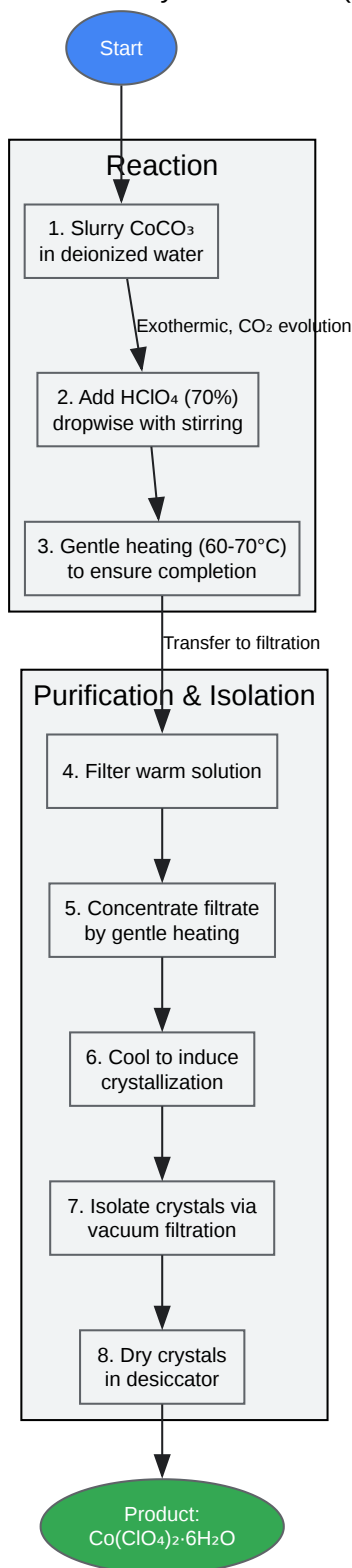 Start
Reaction
1. Slurry CoCO₃
in deionized water
Exothermic, CO₂ evolution
2. Add HClO₄ (70%)
dropwise with stirring
3. Gentle heating (60-70°C)
to ensure completion
Transfer to filtration
Purification & Isolation
4. Filter warm solution
5. Concentrate filtrate
by gentle heating
6. Cool to induce
crystallization
7. Isolate crystals via
vacuum filtration
8. Dry crystals
in desiccator
Product:
Co(ClO₄)₂·6H₂O